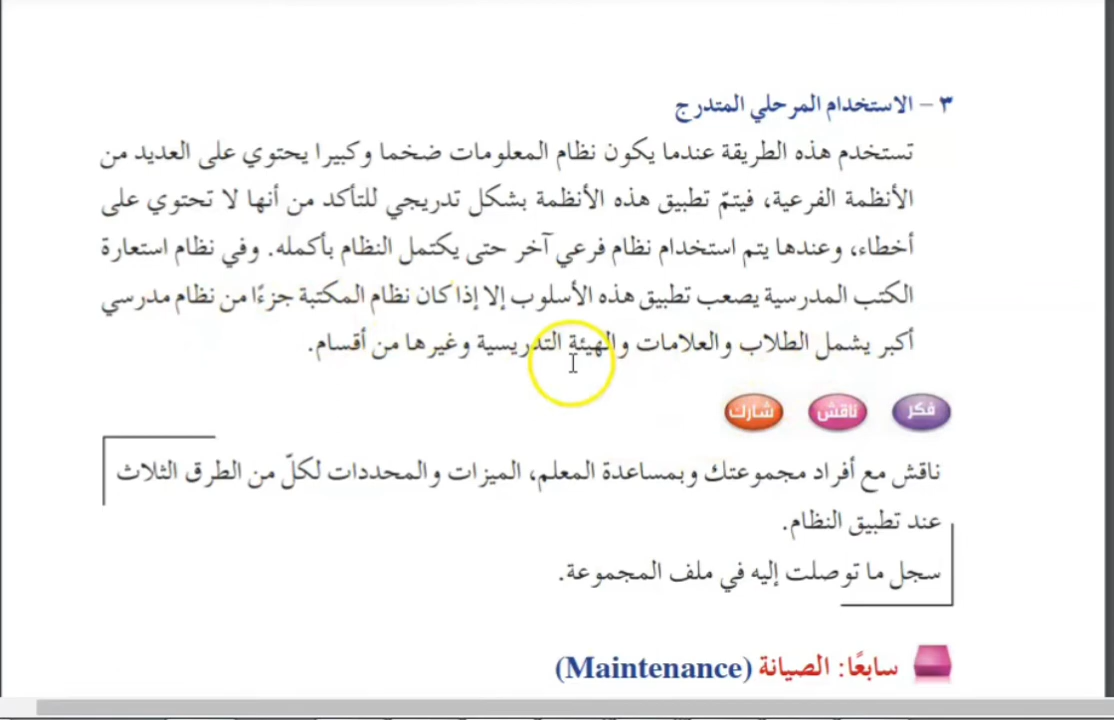 ٣ – الاستخدام المرحلي المتدرج
تستخدم هذه الطريقة عندما يكون نظام المعلومات ضخما وكبيرا يحتوي على العديد من
الأنظمة الفرعية، فيتمّ تطبيق هذه الأنظمة بشكل تدريجي للتأكد من أنها لا تحتوي على
أخطاء، وعندها يتم استخدام نظام فرعي آخر حتى يكتمل النظام بأكمله. وفي نظام استعارة
الكتب المدرسية يصعب تطبيق هذه الأسلوب إلا إذا كان نظام المكتبة جزءًا من نظام مدرسي
أكبر يشمل الطلاب والعلامات والهيئة التدريسية وغيرها من أقسام.
فكر ناقش شارك
ناقش مع أفراد مجموعتك وبمساعدة المعلم، الميزات والمحددات لكلّ من الطرق الثلاث
عند تطبيق النظام.
سجل ما توصلت إليه في ملف المجموعة.
سابعًا: الصيانة (Maintenance)